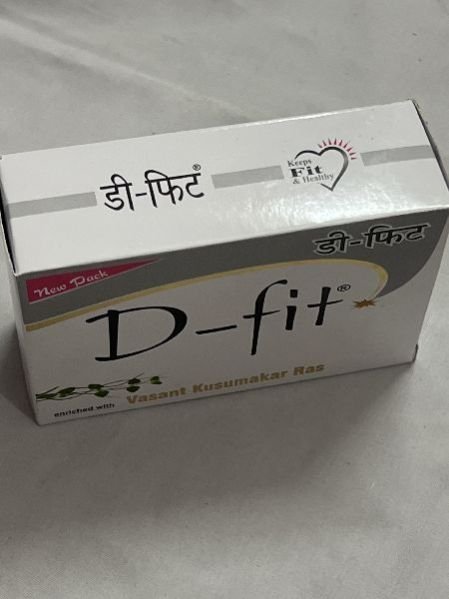 डी-फिट®
Keeps
Fit
& Healthy
डी-फिट
New Pack
D-fit®
enriched with Vasant Kusumakar Ras